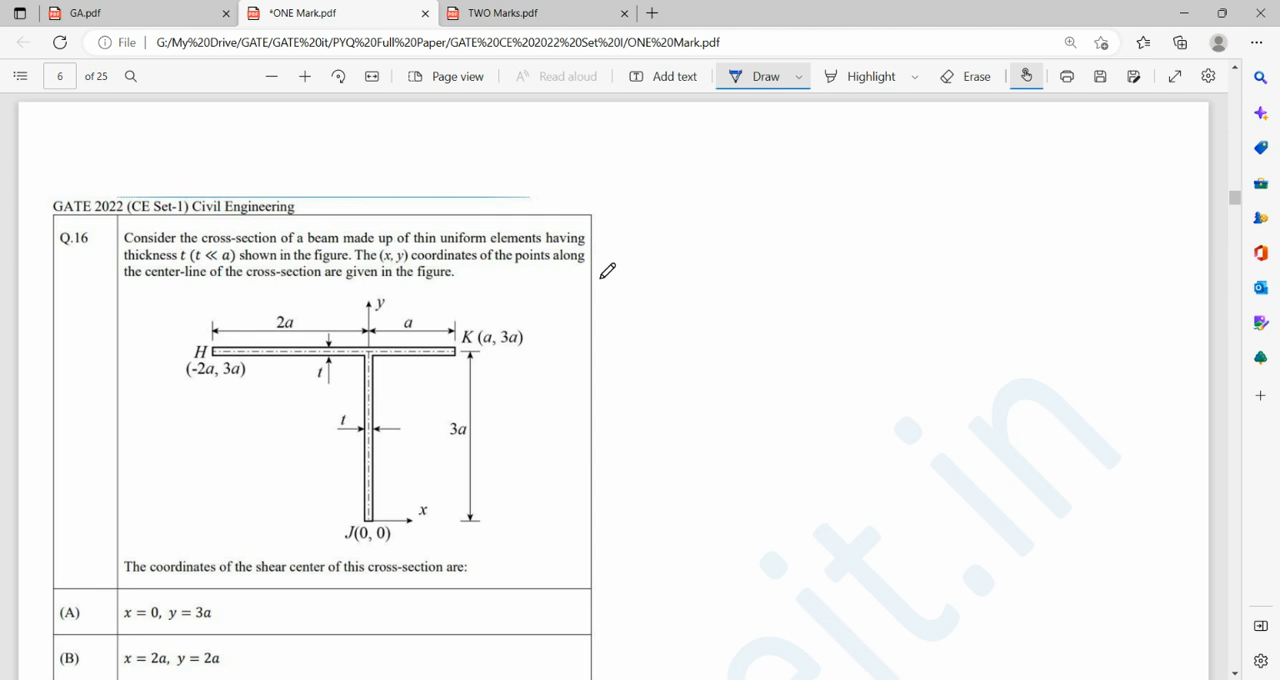 GA.pdf
*ONE Mark.pdf
TWO Marks.pdf
File G:/My%20Drive/GATE/GATE%20it/PYQ%20Full%20Paper/GATE%20CE%202022%20Set%20I/ONE%20Mark.pdf
6 of 25
Page view
Read aloud
Add text
Draw
Highlight
Erase
GATE 2022 (CE Set-1) Civil Engineering
Q.16
Consider the cross-section of a beam made up of thin uniform elements having
thickness t (t ≪ a) shown in the figure. The (x, y) coordinates of the points along
the center-line of the cross-section are given in the figure.
y
2a
a
K (a, 3a)
H
(-2a, 3a)
t
t
3a
x
J(0, 0)
The coordinates of the shear center of this cross-section are:
(A) x = 0, y = 3a
(B) x = 2a, y = 2a
eit.in